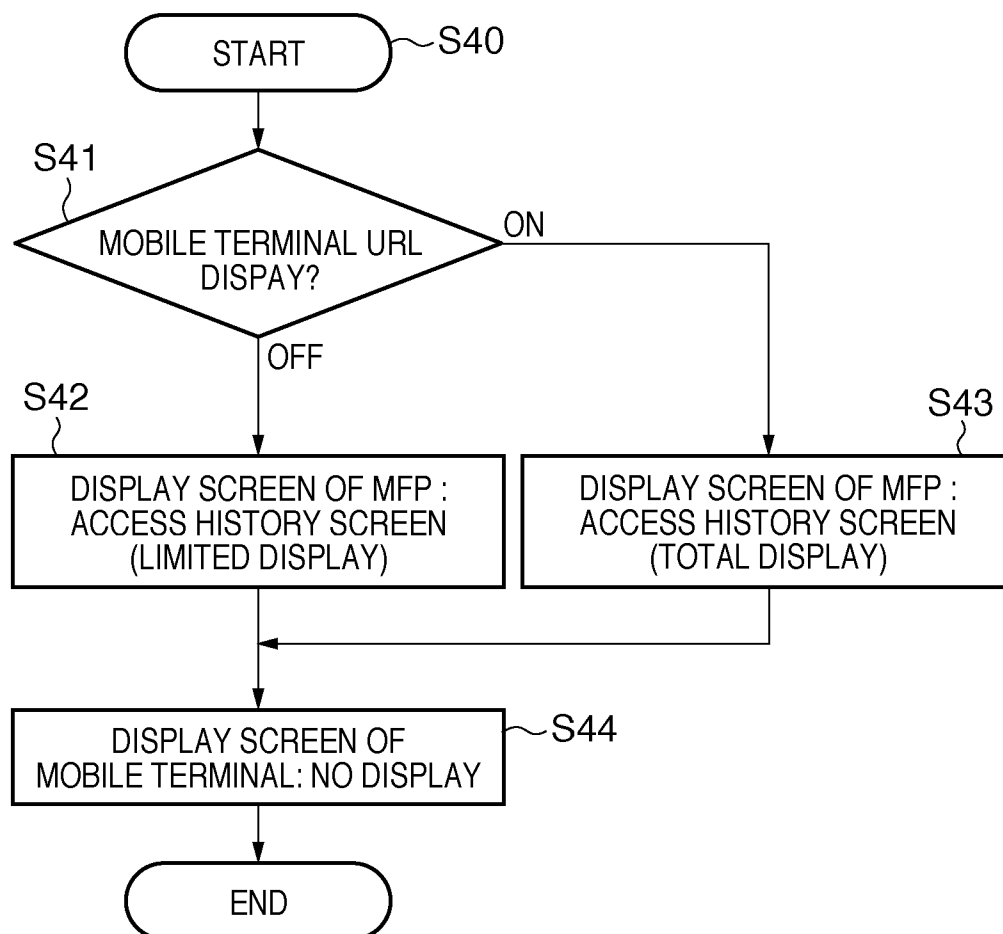 START
S40
S41
MOBILE TERMINAL URL
DISPAY?
ON
OFF
S42
DISPLAY SCREEN OF MFP :
ACCESS HISTORY SCREEN
(LIMITED DISPLAY)
S43
DISPLAY SCREEN OF MFP :
ACCESS HISTORY SCREEN
(TOTAL DISPLAY)
DISPLAY SCREEN OF
MOBILE TERMINAL: NO DISPLAY
S44
END